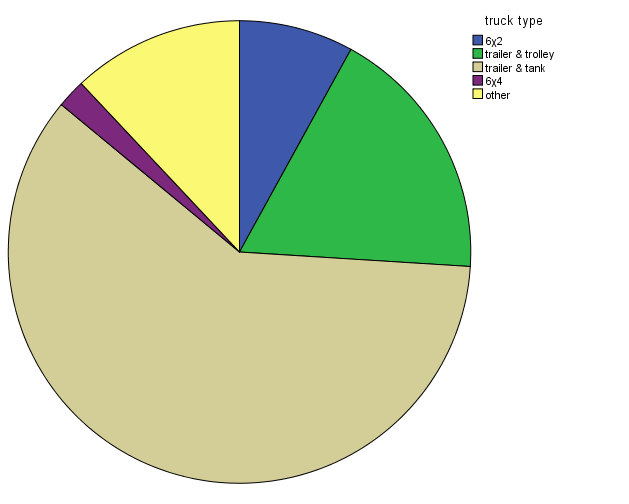 truck type
6χ2
trailer & trolley
trailer & tank
6χ4
other